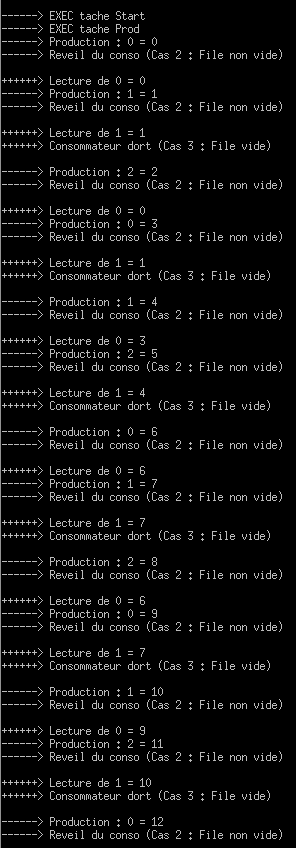 ------> EXEC tache Start
------> EXEC tache Prod
------> Production : 0 = 0
------> Reveil du conso (Cas 2 : File non vide)
++++++> Lecture de 0 = 0
------> Production : 1 = 1
------> Reveil du conso (Cas 2 : File non vide)
++++++> Lecture de 1 = 1
++++++> Consommateur dort (Cas 3 : File vide)
------> Production : 2 = 2
------> Reveil du conso (Cas 2 : File non vide)
++++++> Lecture de 0 = 0
------> Production : 0 = 3
------> Reveil du conso (Cas 2 : File non vide)
++++++> Lecture de 1 = 1
++++++> Consommateur dort (Cas 3 : File vide)
------> Production : 1 = 4
------> Reveil du conso (Cas 2 : File non vide)
++++++> Lecture de 0 = 3
------> Production : 2 = 5
------> Reveil du conso (Cas 2 : File non vide)
++++++> Lecture de 1 = 4
++++++> Consommateur dort (Cas 3 : File vide)
------> Production : 0 = 6
------> Reveil du conso (Cas 2 : File non vide)
++++++> Lecture de 0 = 6
------> Production : 1 = 7
------> Reveil du conso (Cas 2 : File non vide)
++++++> Lecture de 1 = 7
++++++> Consommateur dort (Cas 3 : File vide)
------> Production : 2 = 8
------> Reveil du conso (Cas 2 : File non vide)
++++++> Lecture de 0 = 6
------> Production : 0 = 9
------> Reveil du conso (Cas 2 : File non vide)
++++++> Lecture de 1 = 7
++++++> Consommateur dort (Cas 3 : File vide)
------> Production : 1 = 10
------> Reveil du conso (Cas 2 : File non vide)
++++++> Lecture de 0 = 9
------> Production : 2 = 11
------> Reveil du conso (Cas 2 : File non vide)
++++++> Lecture de 1 = 10
++++++> Consommateur dort (Cas 3 : File vide)
------> Production : 0 = 12
------> Reveil du conso (Cas 2 : File non vide)